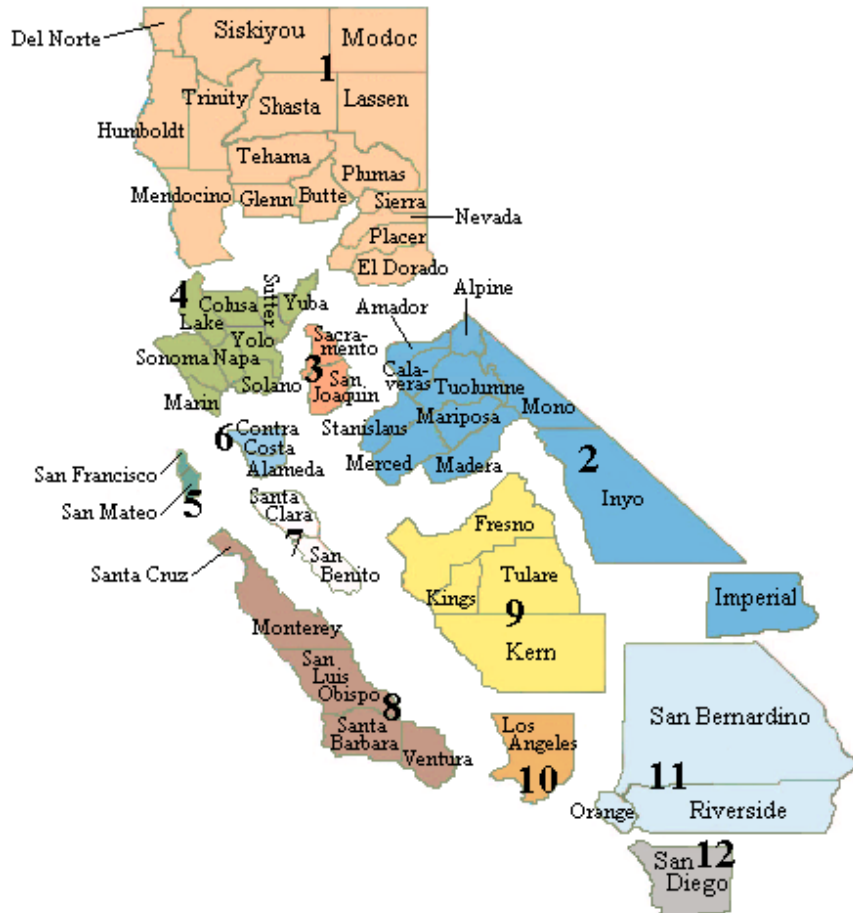 Del Norte
Siskiyou
Modoc
1
Trinity
Shasta
Lassen
Humboldt
Tehama
Plumas
Mendocino
Glenn
Butte
Sierra
Nevada
Placer
El Dorado
Alpine
Amador
4
Colusa
Sutter
Yuba
Lake
Yolo
Sonoma
Napa
Solano
Marin
Sacra-
mento
3
San
Joaquin
Cala-
veras
Tuolumne
Mono
Mariposa
Stanislaus
Merced
Madera
2
Inyo
6
Contra
Costa
Alameda
San Francisco
San Mateo
5
Santa
Clara
7
San
Benito
Santa Cruz
Fresno
Tulare
Kings
9
Kern
Imperial
Monterey
San
Luis
Obispo
8
Santa
Barbara
Ventura
Los
Angeles
10
San Bernardino
11
Orange
Riverside
12
San
Diego